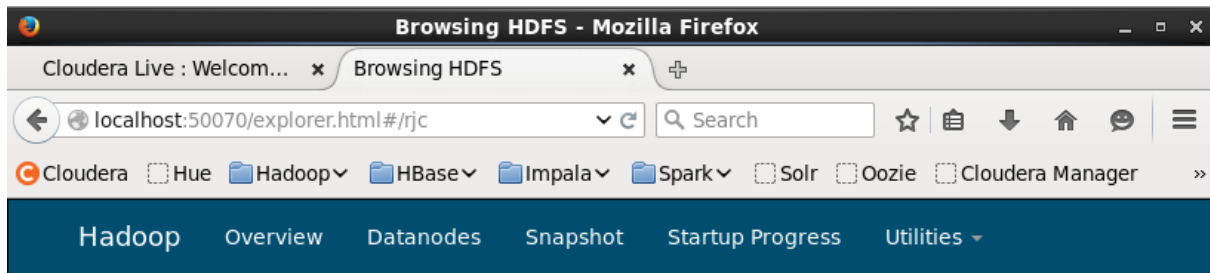 Browsing HDFS - Mozilla Firefox
Cloudera Live : Welcom... Browsing HDFS
localhost:50070/explorer.html#/rjc Search
Cloudera Hue Hadoop HBase Impala Spark Solr Oozie Cloudera Manager »
Hadoop Overview Datanodes Snapshot Startup Progress Utilities